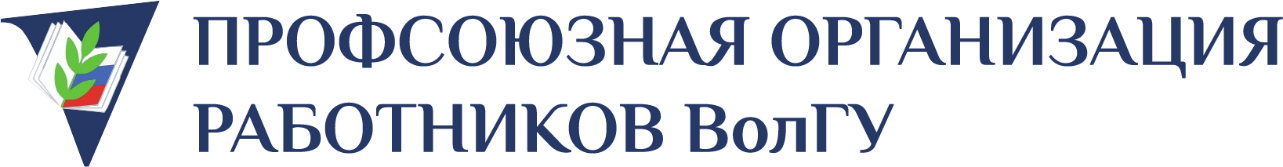 ПРОФСОЮЗНАЯ ОРГАНИЗАЦИЯ
РАБОТНИКОВ ВолГУ